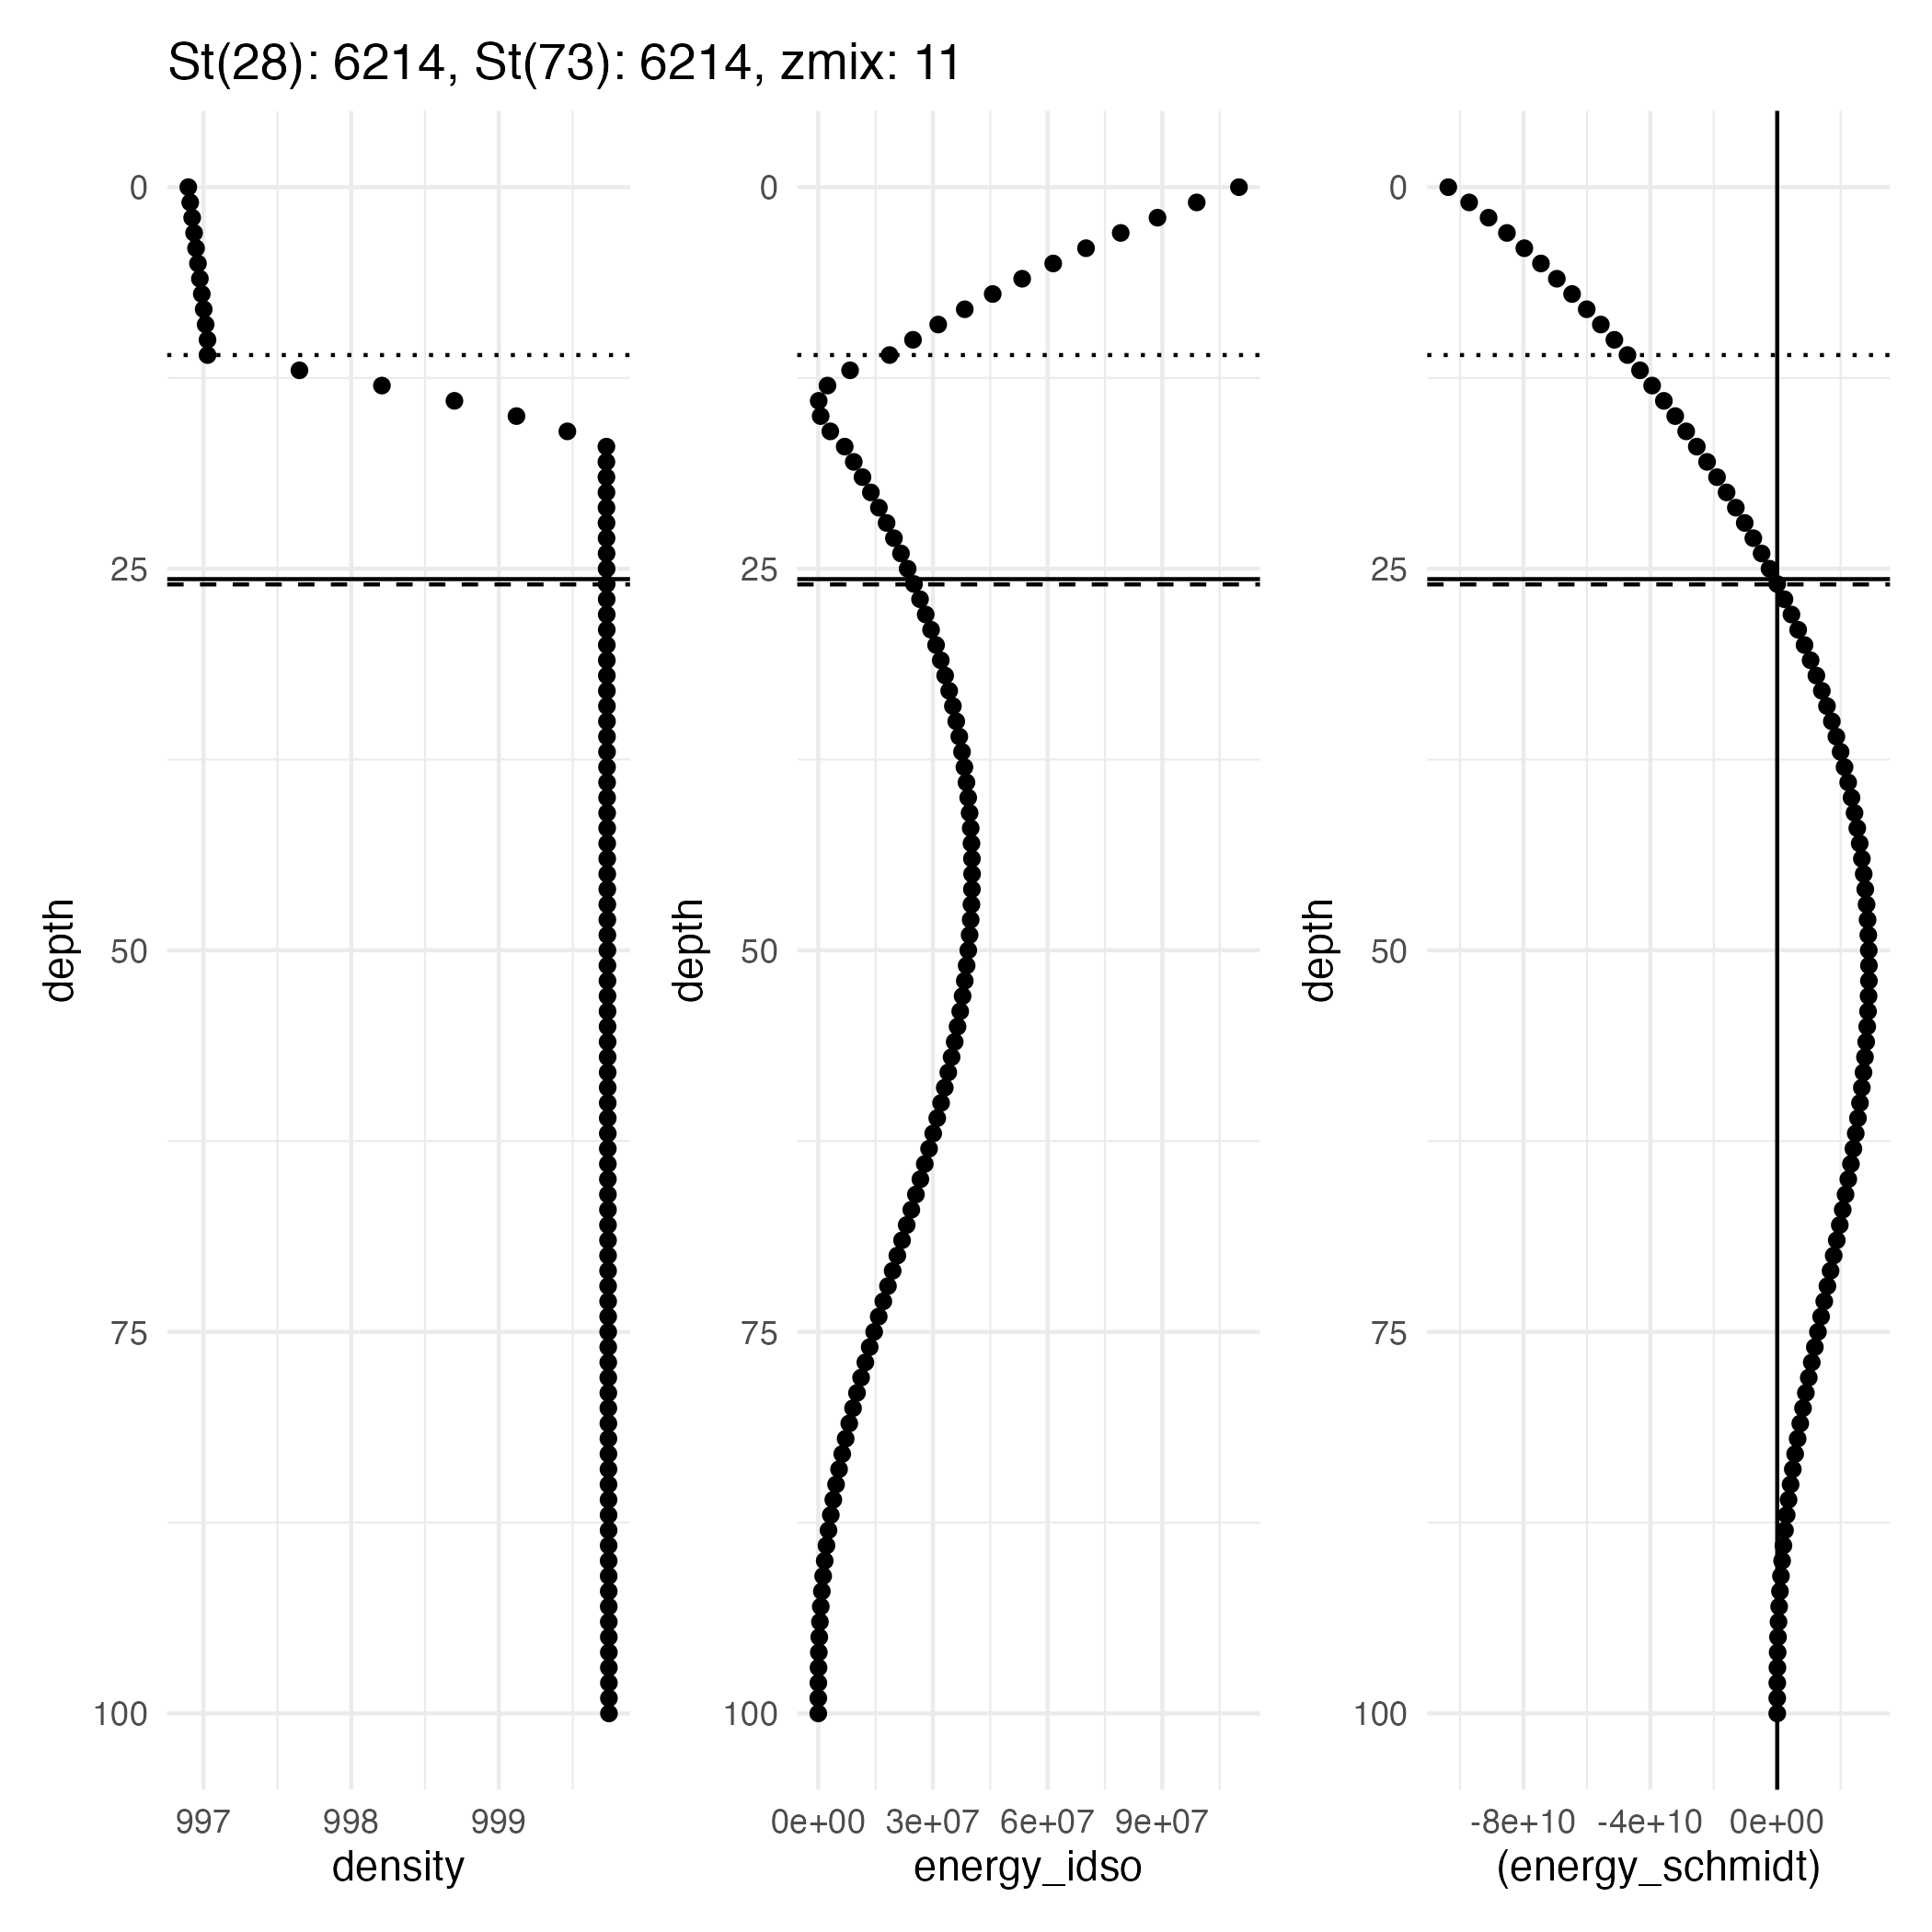 St(28): 6214, St(73): 6214, zmix: 11
0
25
50
75
100
depth
997 998 999
density
0
25
50
75
100
depth
0e+00 3e+07 6e+07 9e+07
energy_idso
0
25
50
75
100
depth
-8e+10 -4e+10 0e+00
(energy_schmidt)